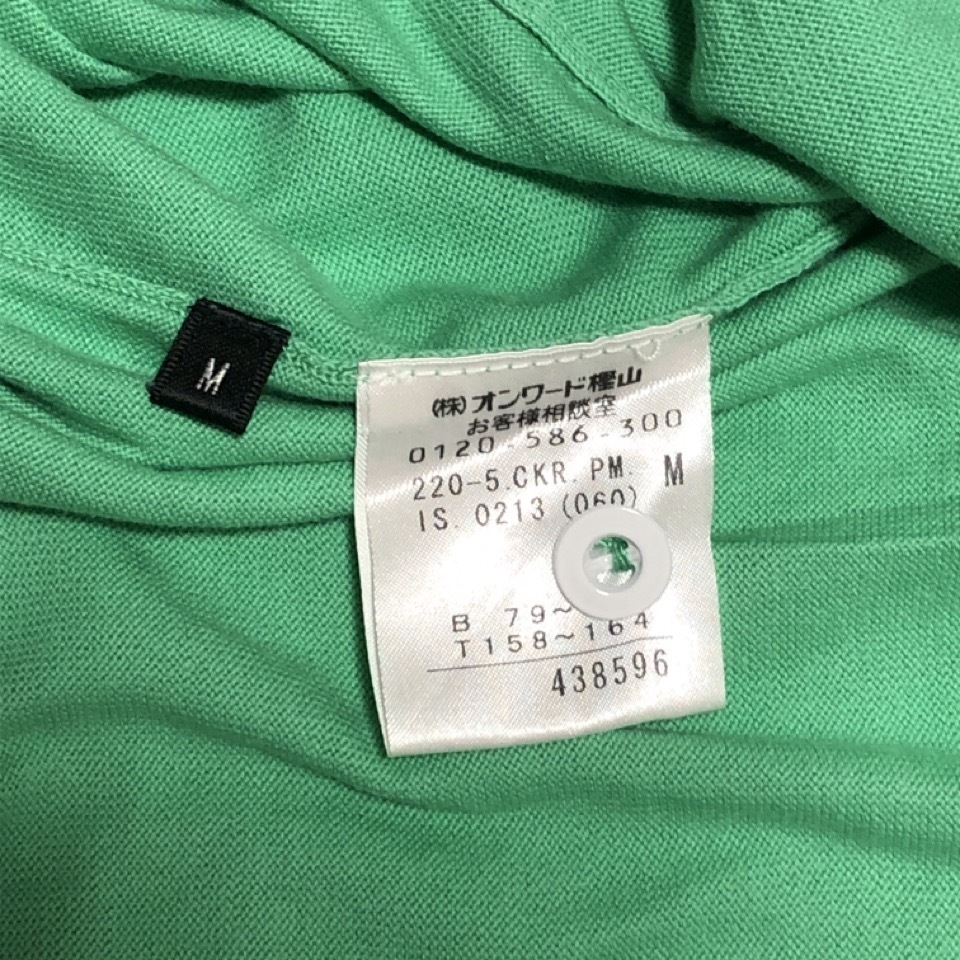 M
(株)オンワード樫山
お客様相談室
0120-586-300
220-5.CKR.PM. M
IS.0213(060)
B 79~
T158~164
438596